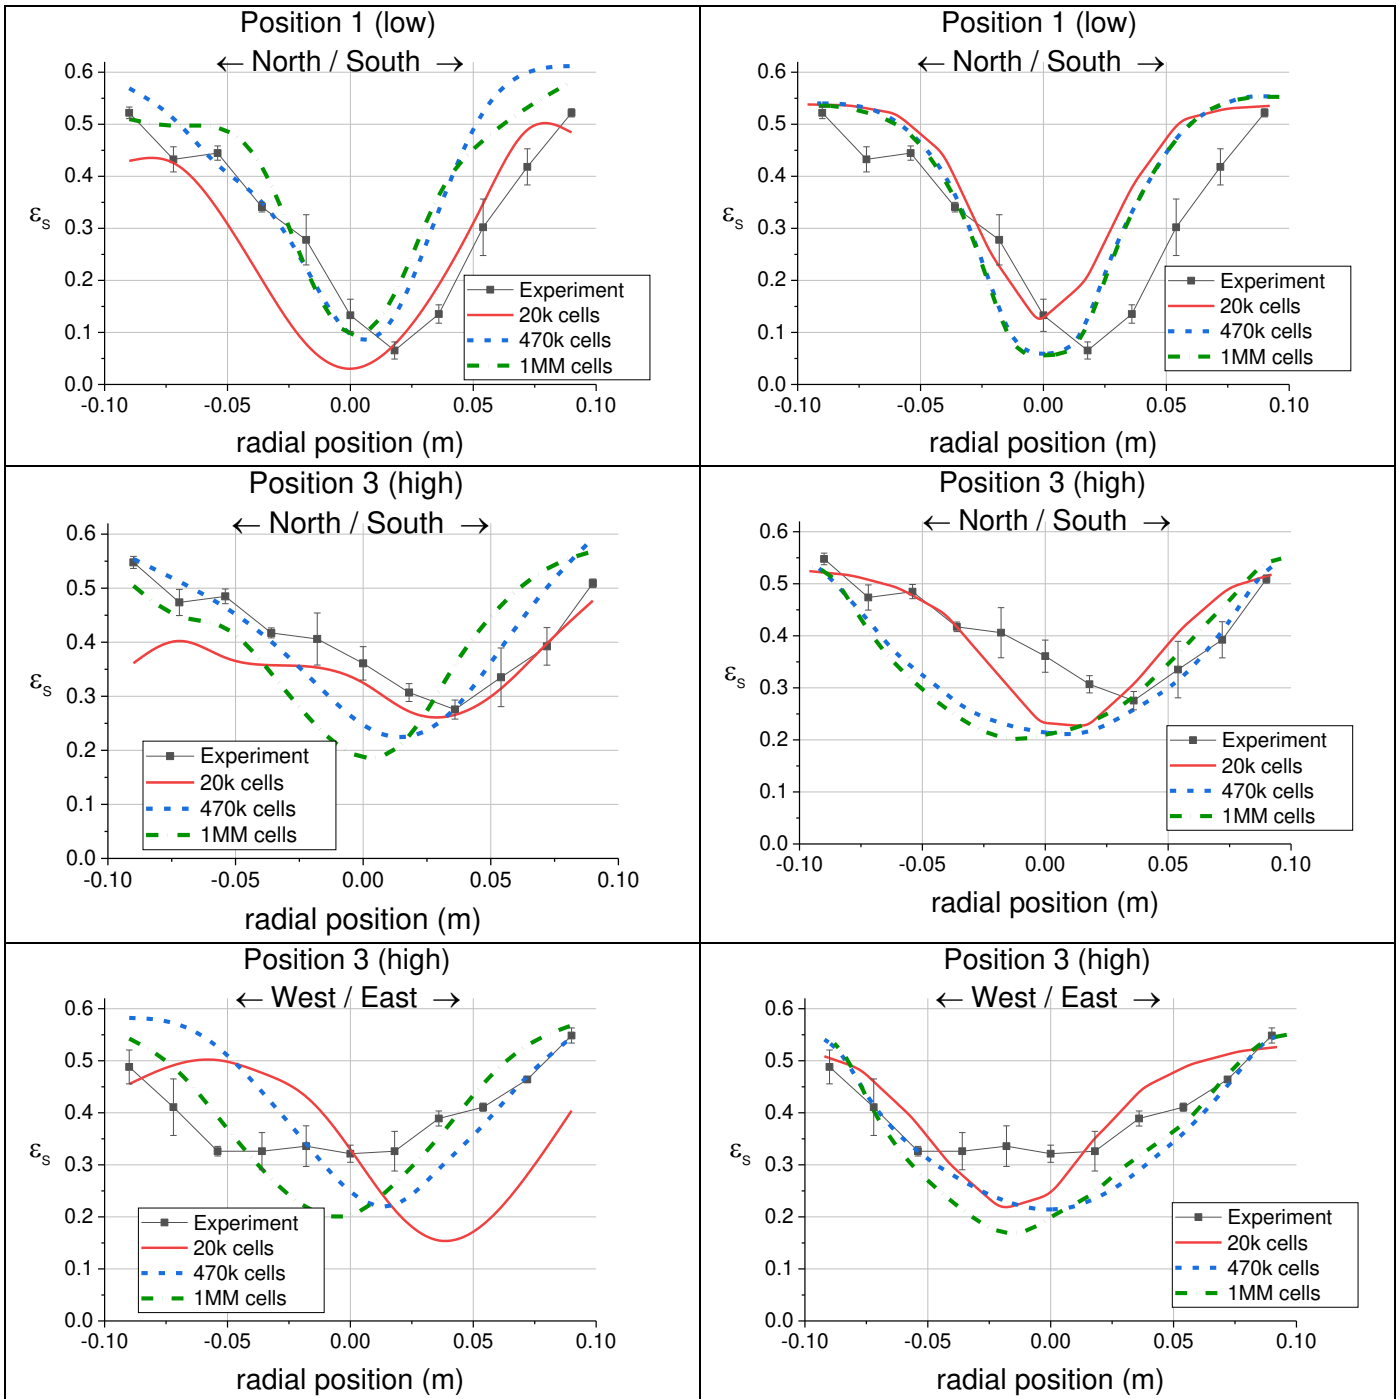 Position 1 (low)
← North / South →
0.6
0.5
0.4
0.3
0.2
0.1
0.0
εs
Experiment
20k cells
470k cells
1MM cells
-0.10 -0.05 0.00 0.05 0.10
radial position (m)
Position 1 (low)
← North / South →
0.6
0.5
0.4
0.3
0.2
0.1
0.0
εs
Experiment
20k cells
470k cells
1MM cells
-0.10 -0.05 0.00 0.05 0.10
radial position (m)
Position 3 (high)
← North / South →
0.6
0.5
0.4
0.3
0.2
0.1
0.0
εs
Experiment
20k cells
470k cells
1MM cells
-0.10 -0.05 0.00 0.05 0.10
radial position (m)
Position 3 (high)
← North / South →
0.6
0.5
0.4
0.3
0.2
0.1
0.0
εs
Experiment
20k cells
470k cells
1MM cells
-0.10 -0.05 0.00 0.05 0.10
radial position (m)
Position 3 (high)
← West / East →
0.6
0.5
0.4
0.3
0.2
0.1
0.0
εs
Experiment
20k cells
470k cells
1MM cells
-0.10 -0.05 0.00 0.05 0.10
radial position (m)
Position 3 (high)
← West / East →
0.6
0.5
0.4
0.3
0.2
0.1
0.0
εs
Experiment
20k cells
470k cells
1MM cells
-0.10 -0.05 0.00 0.05 0.10
radial position (m)